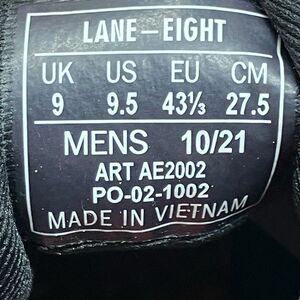 LANE-EIGHT
UK US EU CM
9 9.5 43⅓ 27.5
MENS 10/21
ART AE2002
PO-02-1002
MADE IN VIETNAM